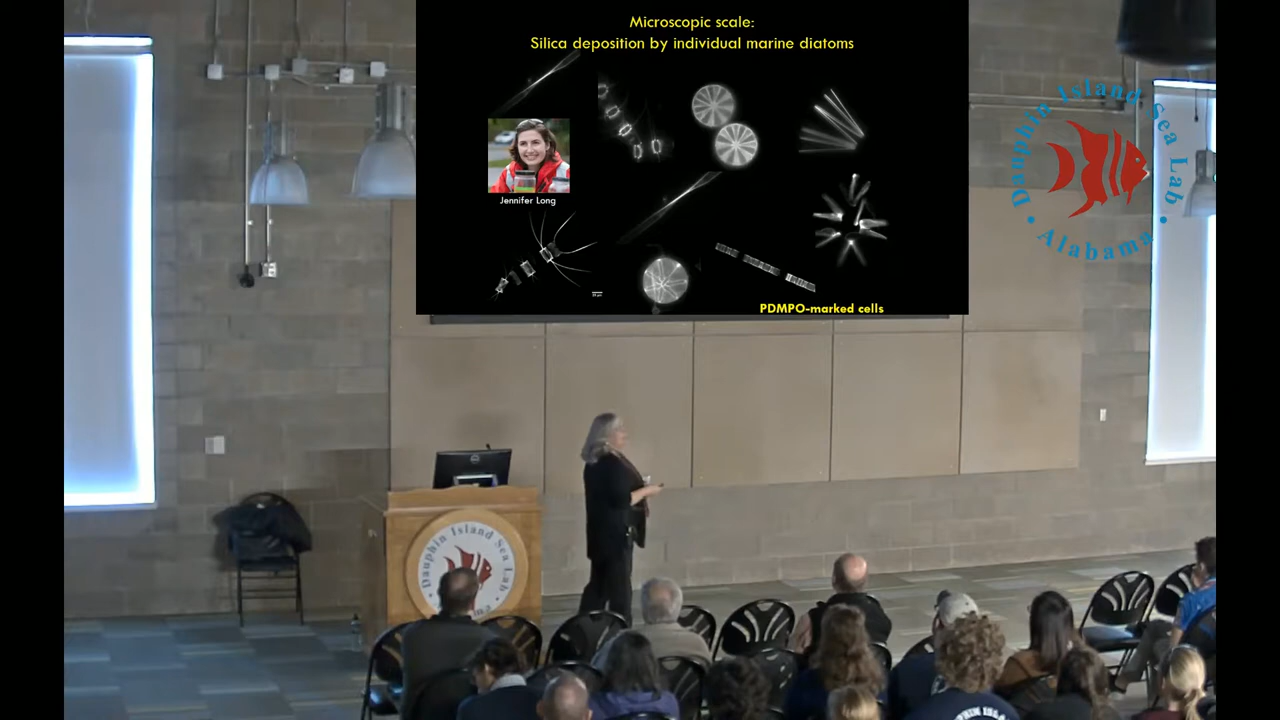 Microscopic scale:
Silica deposition by individual marine diatoms
Jennifer Long
PDMPO-marked cells
Dauphin Island Sea Lab
Alabama
Dauphin Island Sea Lab